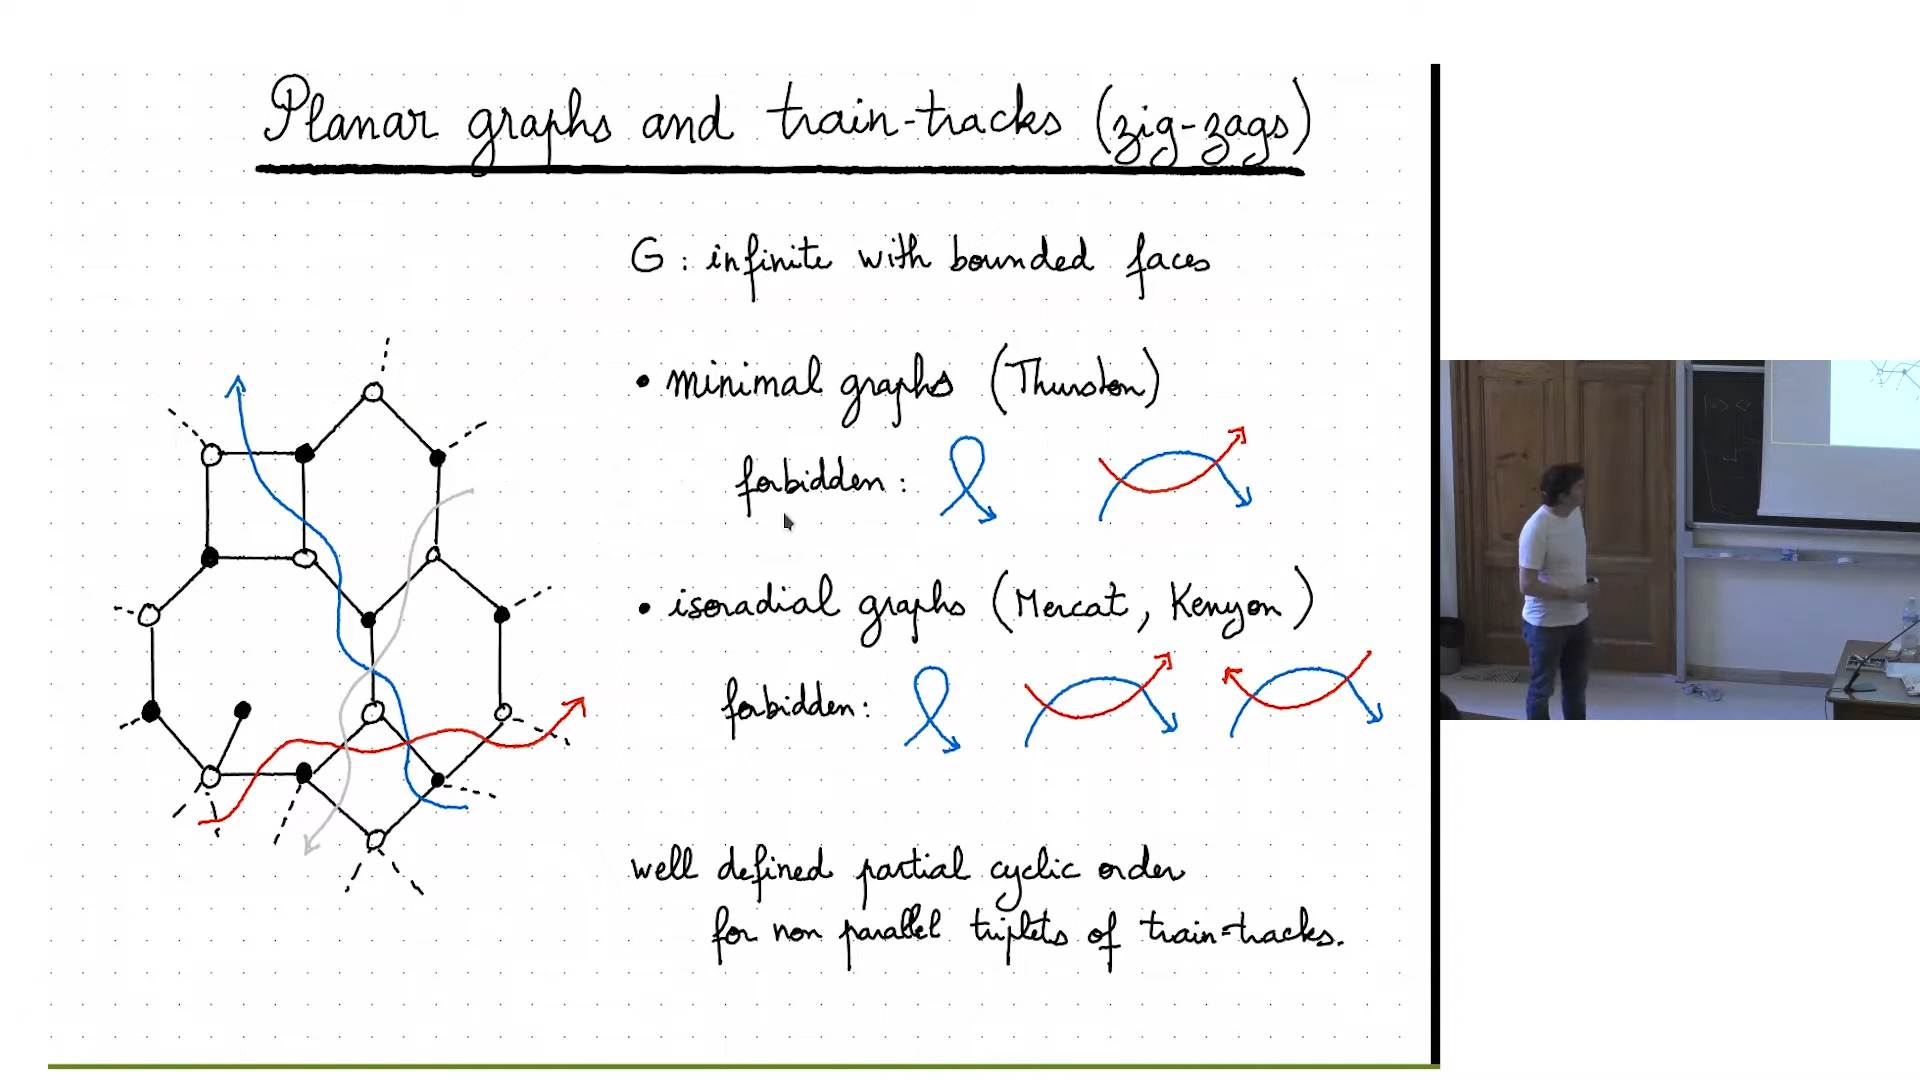 Planar graphs and train-tracks (zig-zags)
G : infinite with bounded faces
• minimal graphs (Thurston)
forbidden :
• isoradial graphs (Mercat, Kenyon)
forbidden :
well defined partial cyclic order
for non parallel triplets of train-tracks.